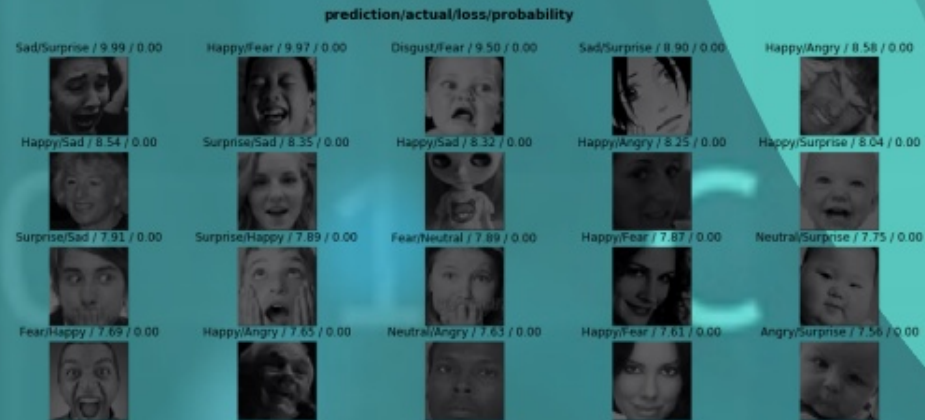 prediction/actual/loss/probability
Sad/Surprise / 9.99 / 0.00 Happy/Fear / 9.97 / 0.00 Disgust/Fear / 9.50 / 0.00 Sad/Surprise / 8.90 / 0.00 Happy/Angry / 8.58 / 0.00
Happy/Sad / 8.54 / 0.00 Surprise/Sad / 8.35 / 0.00 Happy/Sad / 8.32 / 0.00 Happy/Angry / 8.25 / 0.00 Happy/Surprise / 8.04 / 0.00
Surprise/Sad / 7.91 / 0.00 Surprise/Happy / 7.89 / 0.00 Fear/Neutral / 7.89 / 0.00 Happy/Fear / 7.87 / 0.00 Neutral/Surprise / 7.75 / 0.00
Fear/Happy / 7.69 / 0.00 Happy/Angry / 7.65 / 0.00 Neutral/Angry / 7.63 / 0.00 Happy/Fear / 7.61 / 0.00 Angry/Surprise / 7.56 / 0.00